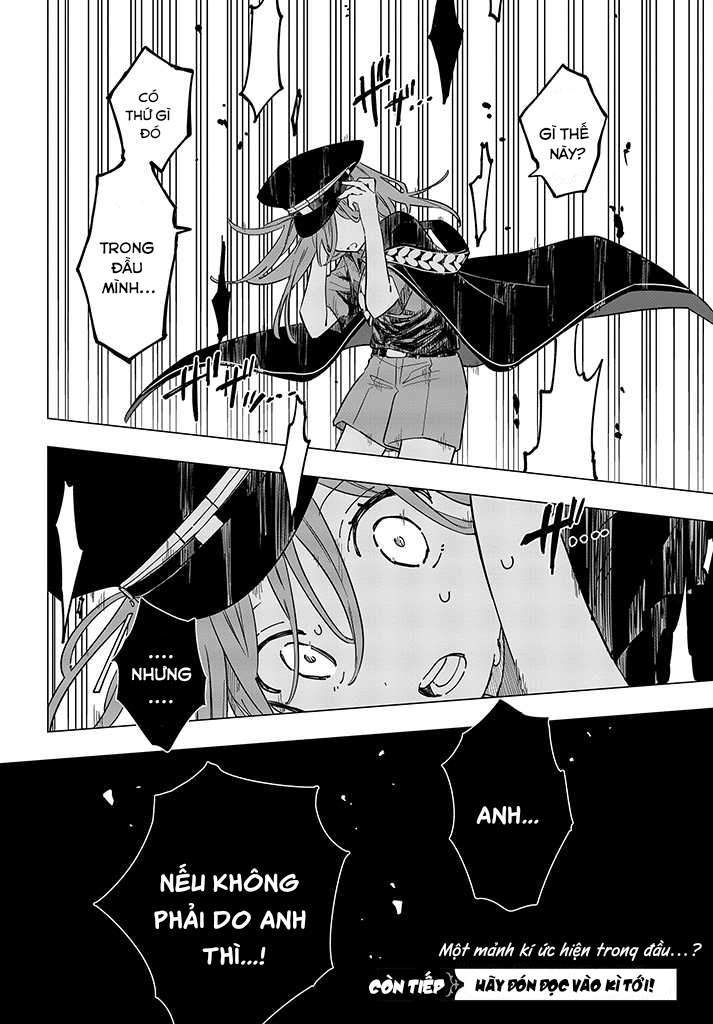 GÌ THẾ
NÀY?
CÓ
THỨ GÌ
ĐÓ
TRONG
ĐẦU
MÌNH...
....
NHƯNG
....
ANH...
NẾU KHÔNG
PHẢI DO ANH
THÌ...!
Một mảnh kí ức hiện trong đầu...?
CÒN TIẾP
HÃY ĐÓN ĐỌC VÀO KÌ TỚI!